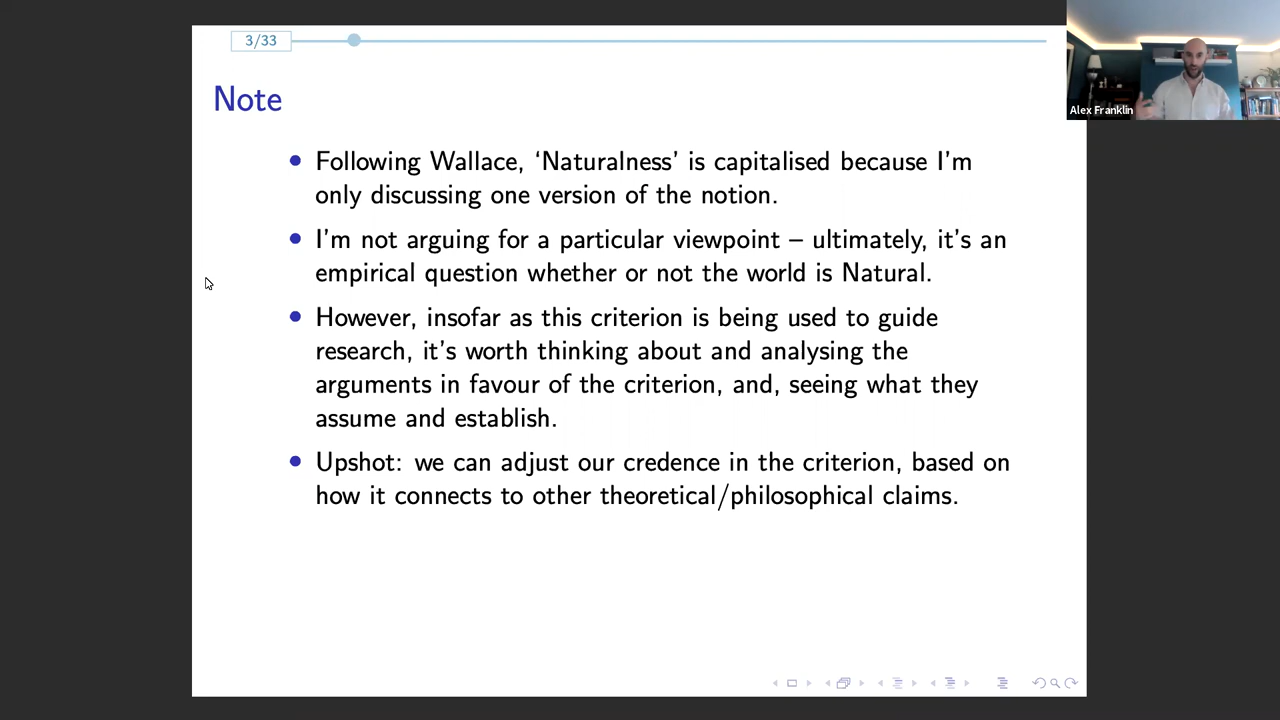 3/33
Alex Franklin
Note
• Following Wallace, ‘Naturalness’ is capitalised because I’m
only discussing one version of the notion.
• I’m not arguing for a particular viewpoint – ultimately, it’s an
empirical question whether or not the world is Natural.
• However, insofar as this criterion is being used to guide
research, it’s worth thinking about and analysing the
arguments in favour of the criterion, and, seeing what they
assume and establish.
• Upshot: we can adjust our credence in the criterion, based on
how it connects to other theoretical/philosophical claims.